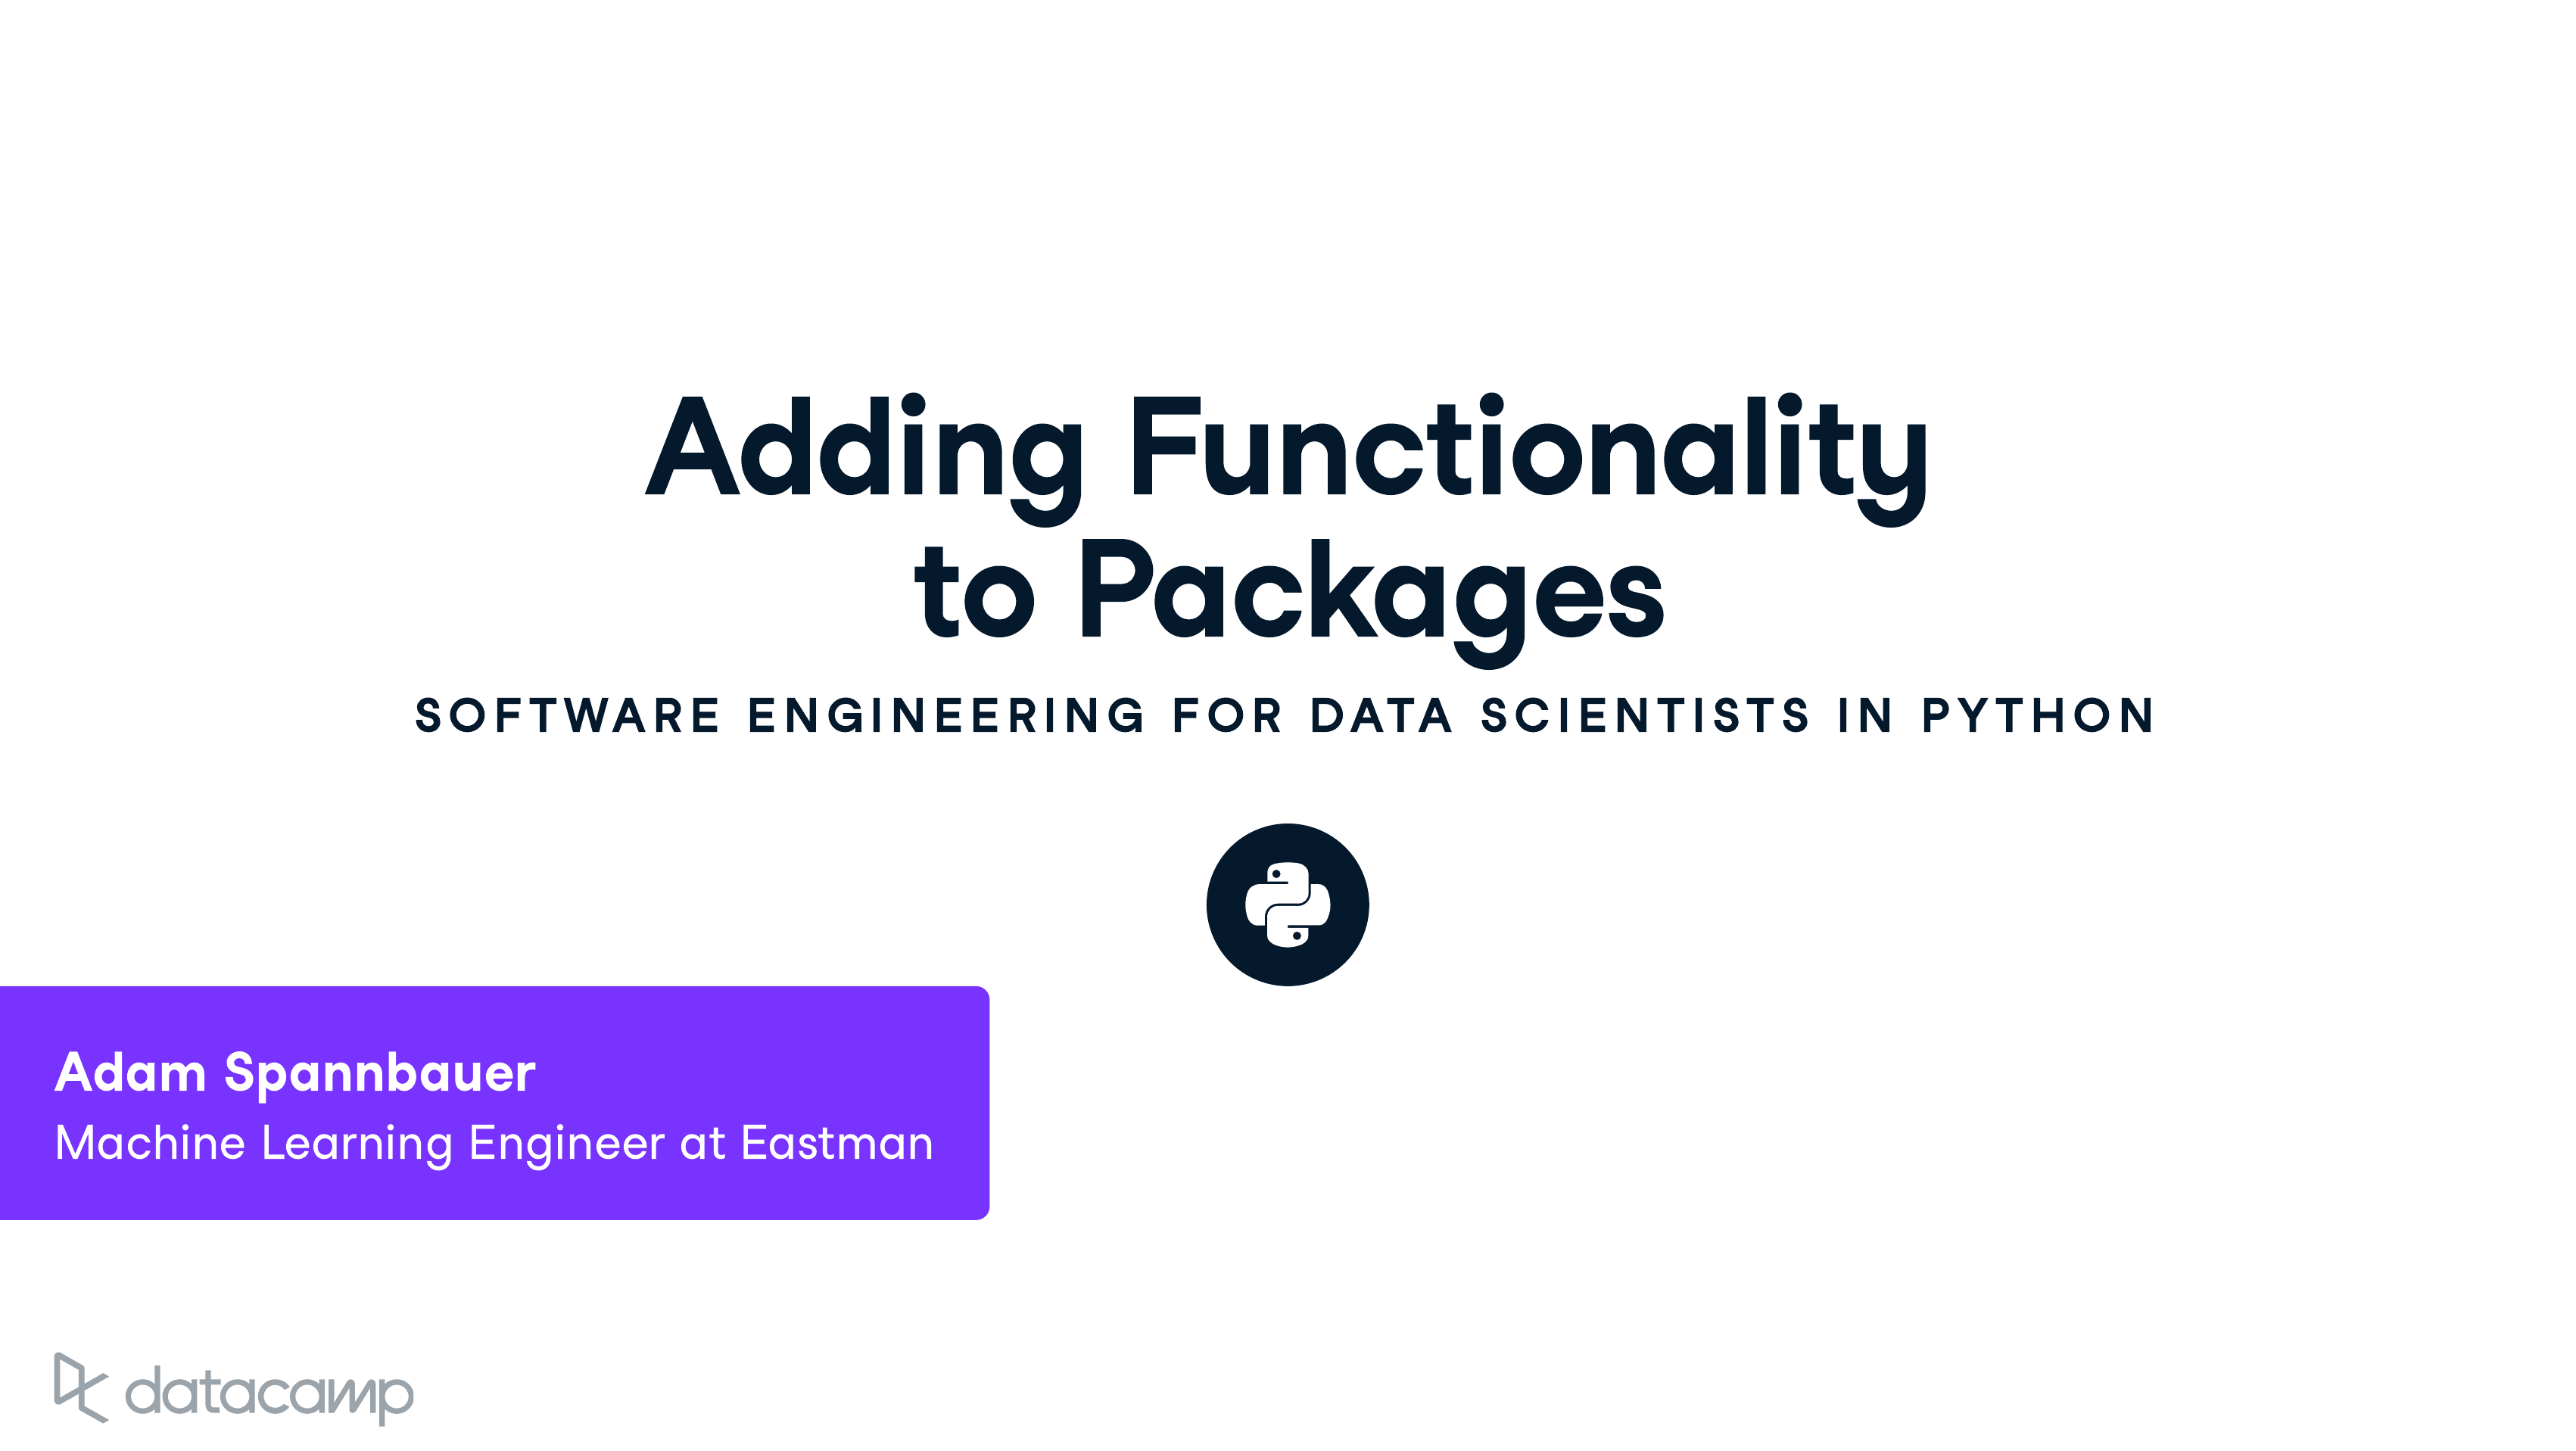 Adding Functionality
to Packages
SOFTWARE ENGINEERING FOR DATA SCIENTISTS IN PYTHON
Adam Spannbauer
Machine Learning Engineer at Eastman
datacamp